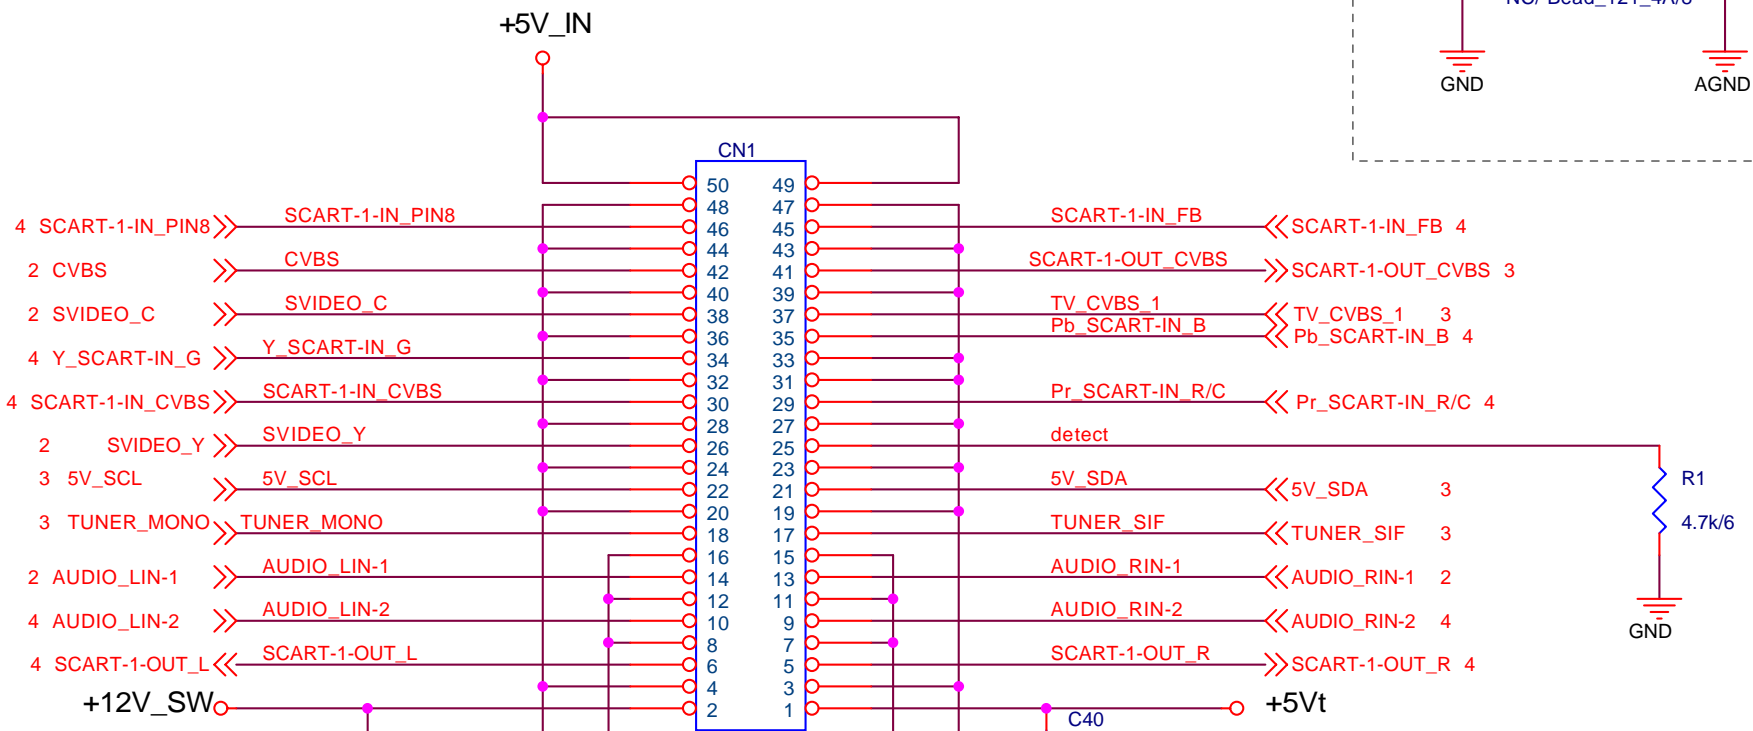 +5V_IN
GND
AGND
CN1
50 49
48 47
4 SCART-1-IN_PIN8 SCART-1-IN_PIN8 46 45 SCART-1-IN_FB SCART-1-IN_FB 4
44 43
2 CVBS CVBS 42 41 SCART-1-OUT_CVBS SCART-1-OUT_CVBS 3
40 39
2 SVIDEO_C SVIDEO_C 38 37 TV_CVBS_1 TV_CVBS_1 3
36 35 Pb_SCART-IN_B Pb_SCART-IN_B 4
4 Y_SCART-IN_G Y_SCART-IN_G 34 33
32 31
4 SCART-1-IN_CVBS SCART-1-IN_CVBS 30 29 Pr_SCART-IN_R/C Pr_SCART-IN_R/C 4
28 27
2 SVIDEO_Y SVIDEO_Y 26 25 detect
24 23
R1
3 5V_SCL 5V_SCL 22 21 5V_SDA 5V_SDA 3
20 19
3 TUNER_MONO TUNER_MONO 18 17 TUNER_SIF TUNER_SIF 3
4.7k/6
16 15
2 AUDIO_LIN-1 AUDIO_LIN-1 14 13 AUDIO_RIN-1 AUDIO_RIN-1 2
12 11
4 AUDIO_LIN-2 AUDIO_LIN-2 10 9 AUDIO_RIN-2 AUDIO_RIN-2 4
GND
8 7
4 SCART-1-OUT_L SCART-1-OUT_L 6 5 SCART-1-OUT_R SCART-1-OUT_R 4
4 3
+12V_SW 2 1 +5Vt
C40